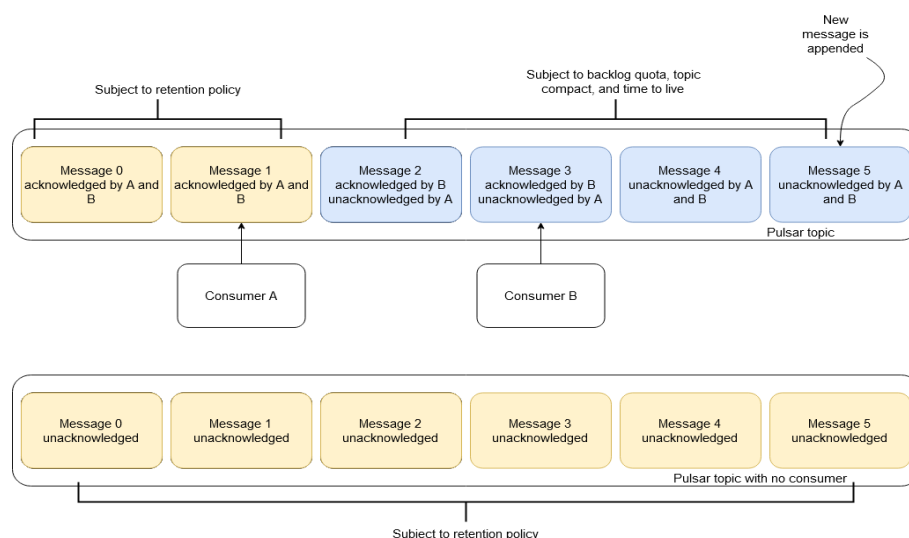 New
message is
appended
Subject to backlog quota, topic
compact, and time to live
Subject to retention policy
Message 0
acknowledged by A and
B
Message 1
acknowledged by A and
B
Message 2
acknowledged by B
unacknowledged by A
Message 3
acknowledged by B
unacknowledged by A
Message 4
unacknowledged by A
and B
Message 5
unacknowledged by A
and B
Pulsar topic
Consumer A
Consumer B
Message 0
unacknowledged
Message 1
unacknowledged
Message 2
unacknowledged
Message 3
unacknowledged
Message 4
unacknowledged
Message 5
unacknowledged
Pulsar topic with no consumer
Subject to retention policy